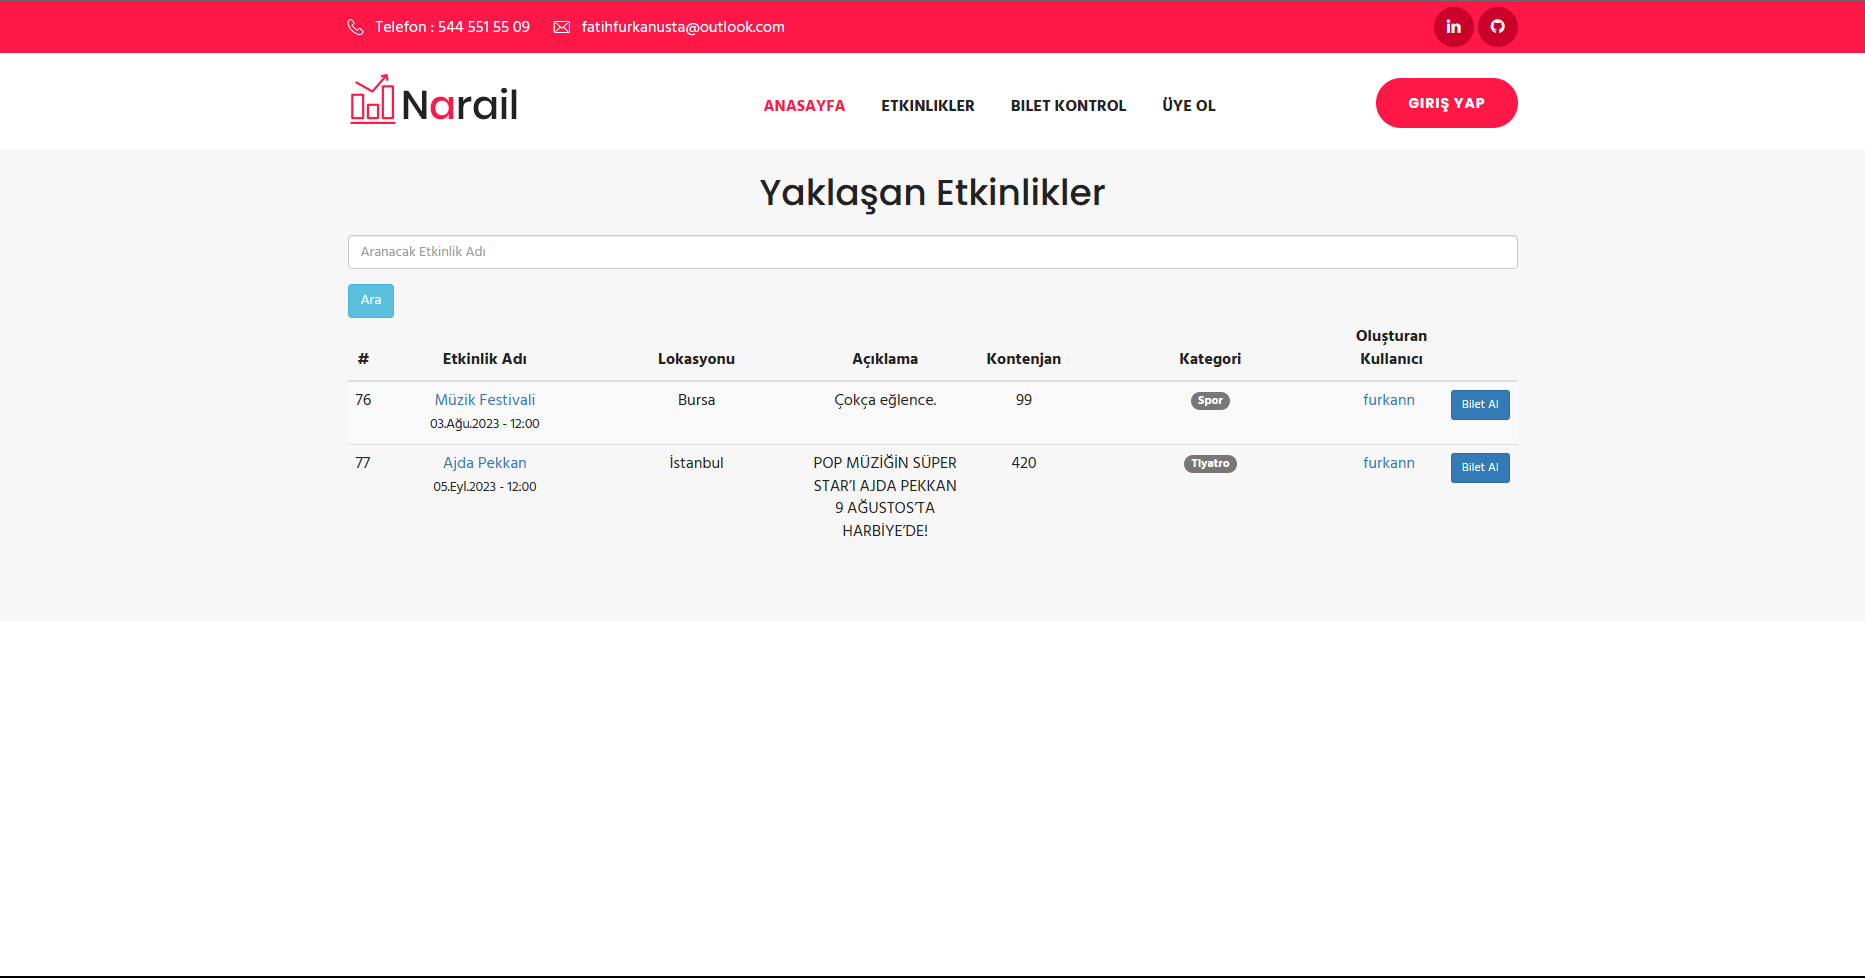 Telefon : 544 551 55 09 fatihfurkanusta@outlook.com
Narail
ANASAYFA ETKINLIKLER BILET KONTROL ÜYE OL
GIRIŞ YAP
Yaklaşan Etkinlikler
Aranacak Etkinlik Adı
Ara
# Etkinlik Adı Lokasyonu Açıklama Kontenjan Kategori Oluşturan
Kullanıcı
76 Müzik Festivali Bursa Çokça eğlence. 99 Spor furkann Bilet Al
03.Ağu.2023 - 12:00
77 Ajda Pekkan İstanbul POP MÜZİĞİN SÜPER 420 Tiyatro furkann Bilet Al
05.Eyl.2023 - 12:00 STAR’I AJDA PEKKAN
9 AĞUSTOS’TA
HARBİYE’DE!